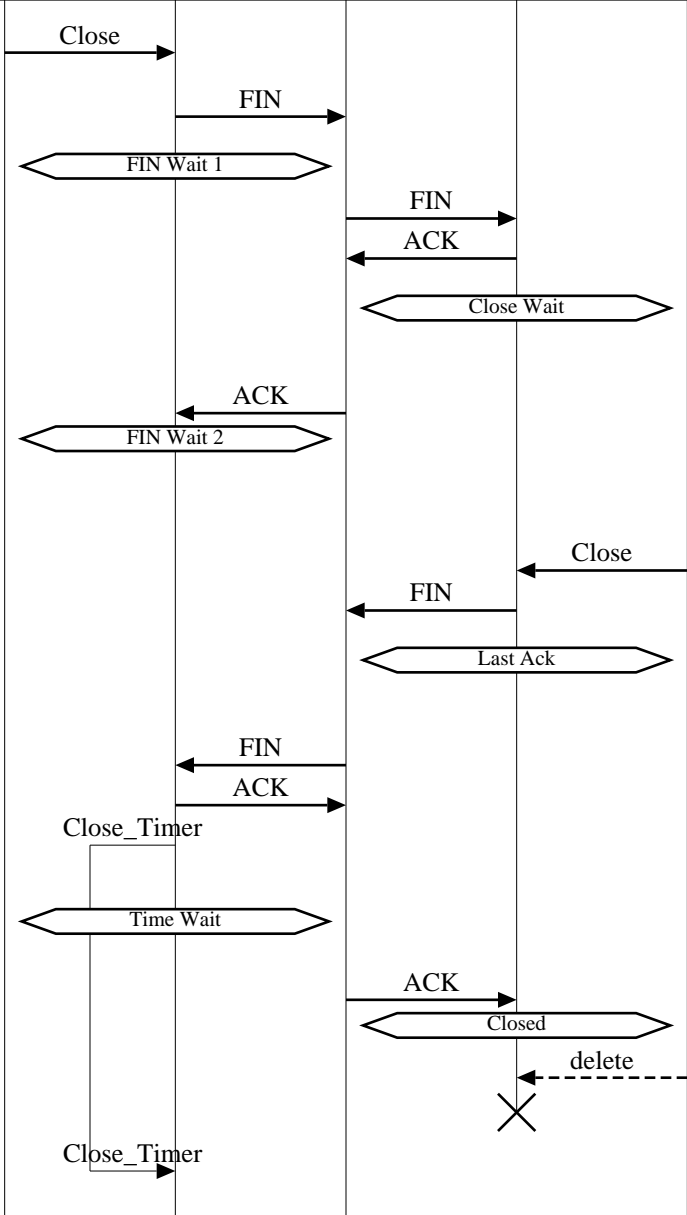 Close
FIN
FIN Wait 1
FIN
ACK
Close Wait
ACK
FIN Wait 2
Close
FIN
Last Ack
FIN
ACK
Close_Timer
Time Wait
ACK
Closed
delete
Close_Timer